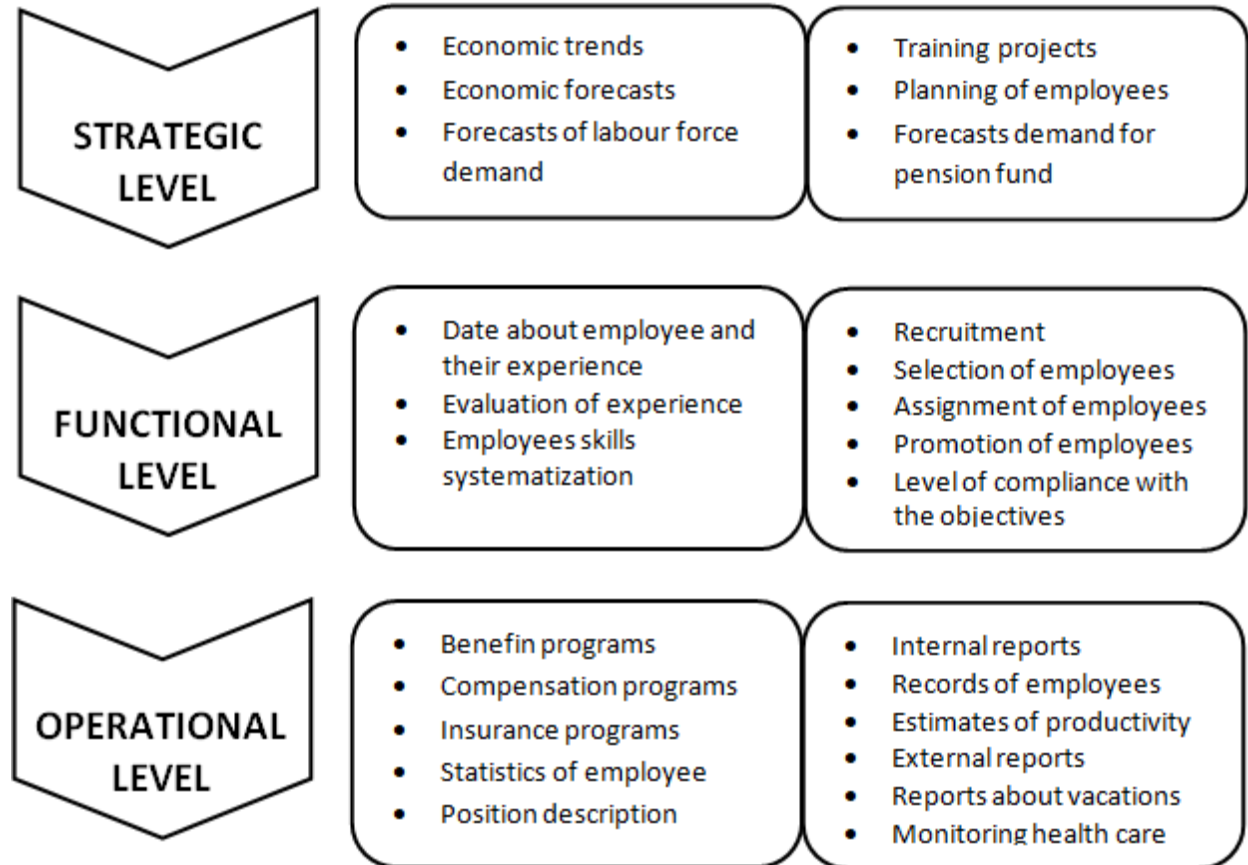 STRATEGIC
LEVEL
• Economic trends
• Economic forecasts
• Forecasts of labour force
demand
• Training projects
• Planning of employees
• Forecasts demand for
pension fund
FUNCTIONAL
LEVEL
• Date about employee and
their experience
• Evaluation of experience
• Employees skills
systematization
• Recruitment
• Selection of employees
• Assignment of employees
• Promotion of employees
• Level of compliance with
the objectives
OPERATIONAL
LEVEL
• Benefin programs
• Compensation programs
• Insurance programs
• Statistics of employee
• Position description
• Internal reports
• Records of employees
• Estimates of productivity
• External reports
• Reports about vacations
• Monitoring health care